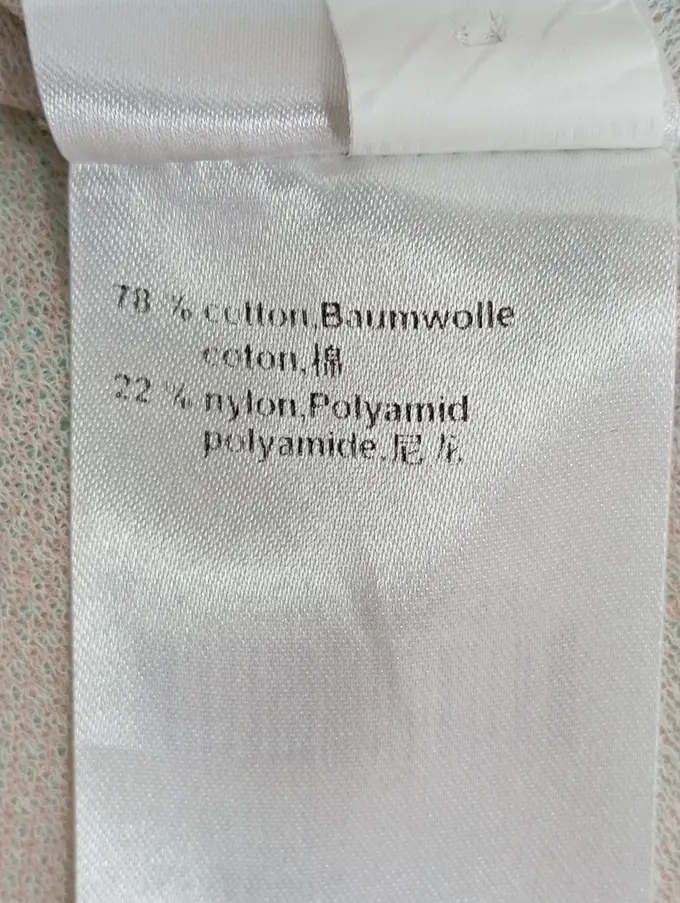 78 % cotton,Baumwolle
coton,棉
22 % nylon,Polyamid
polyamide,尼龙